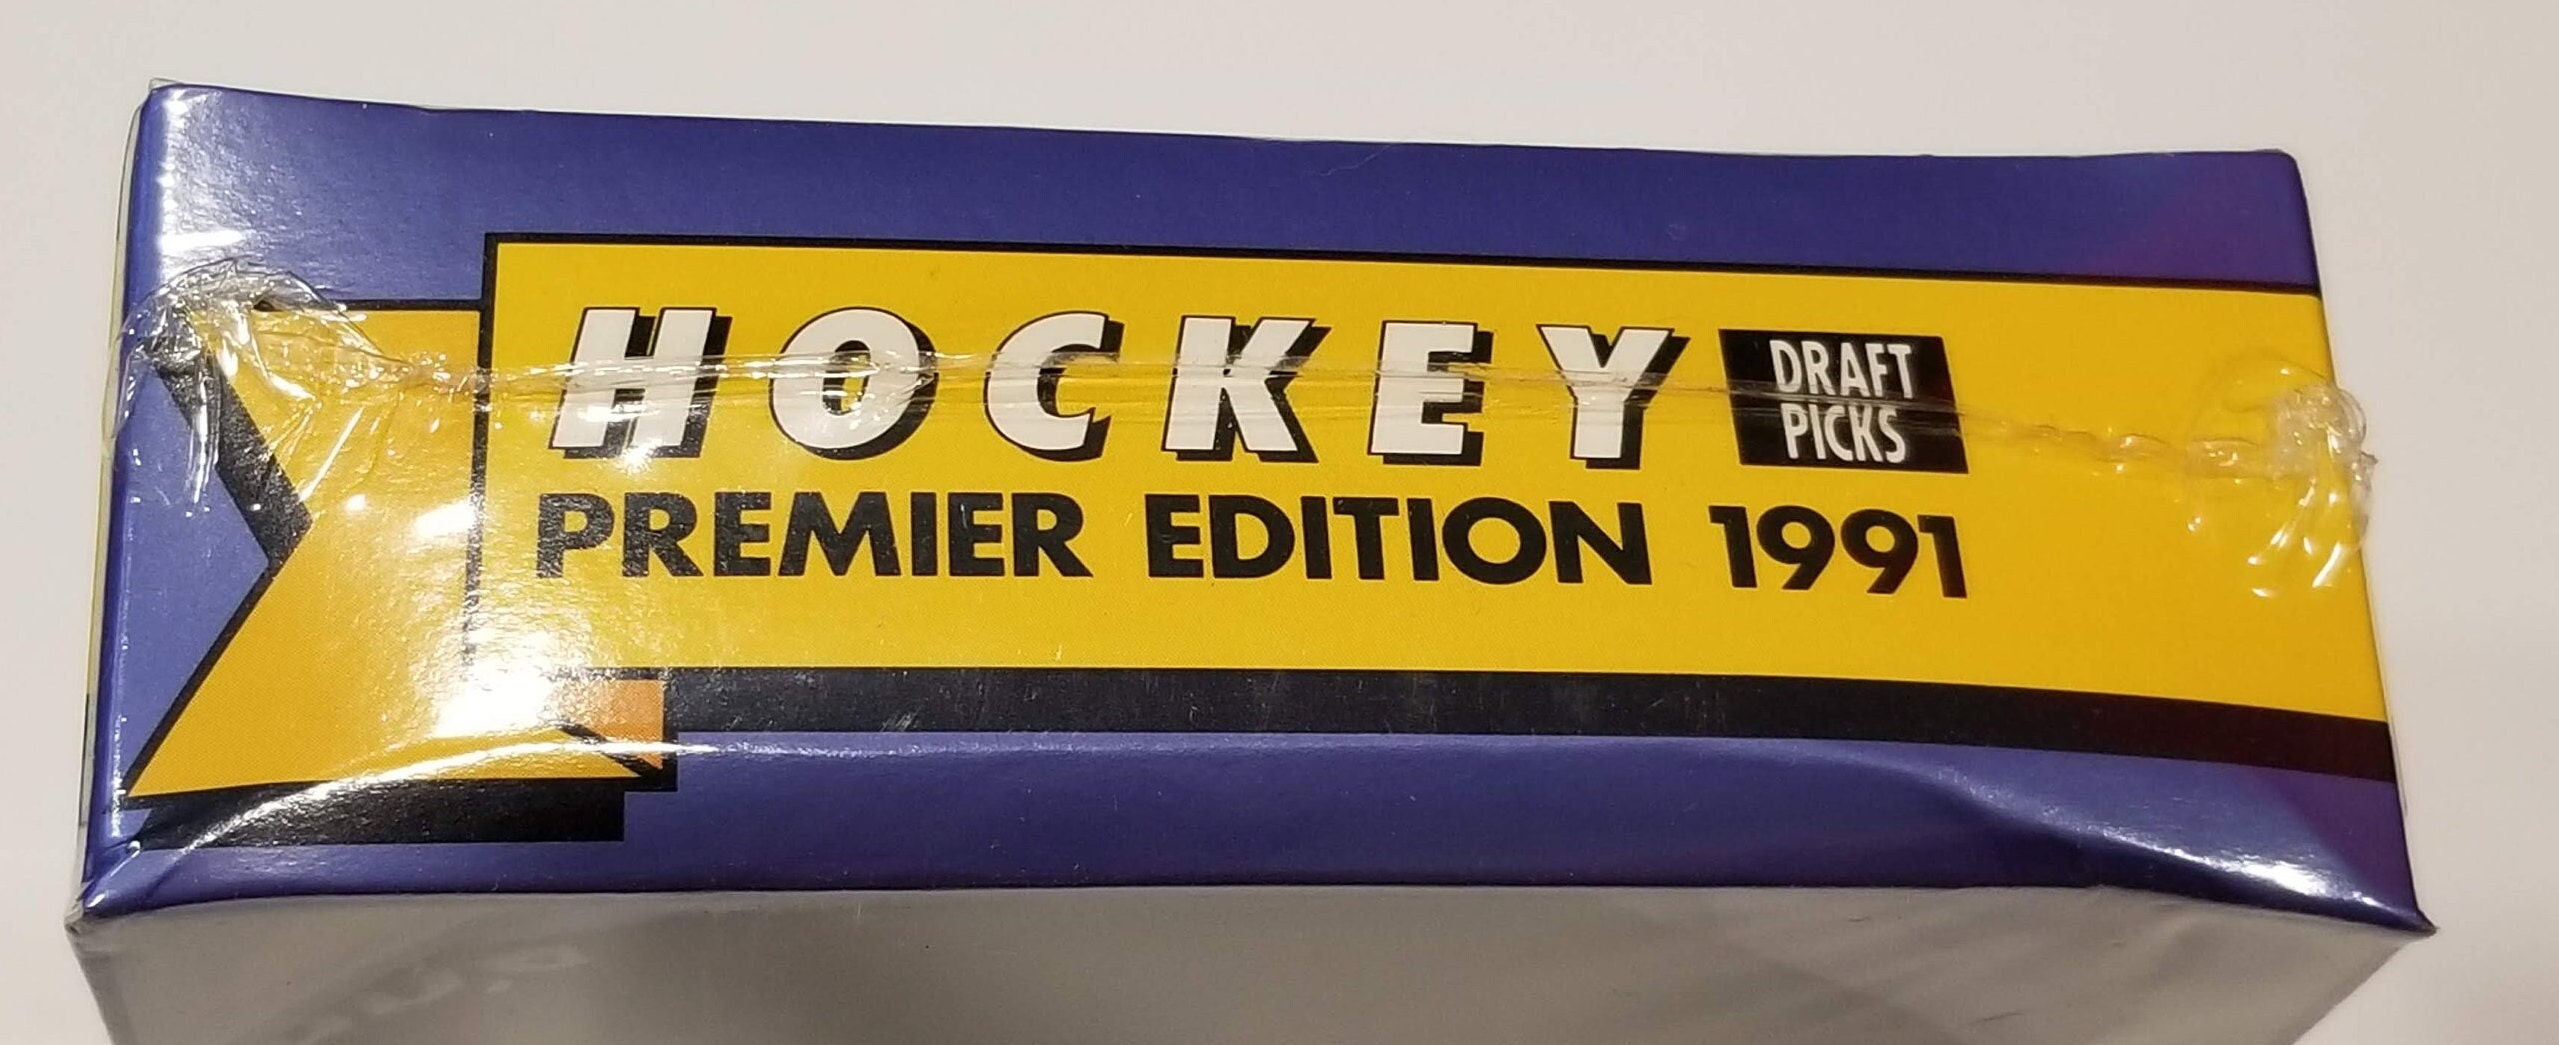 HOCKEY
DRAFT
PICKS
PREMIER EDITION 1991